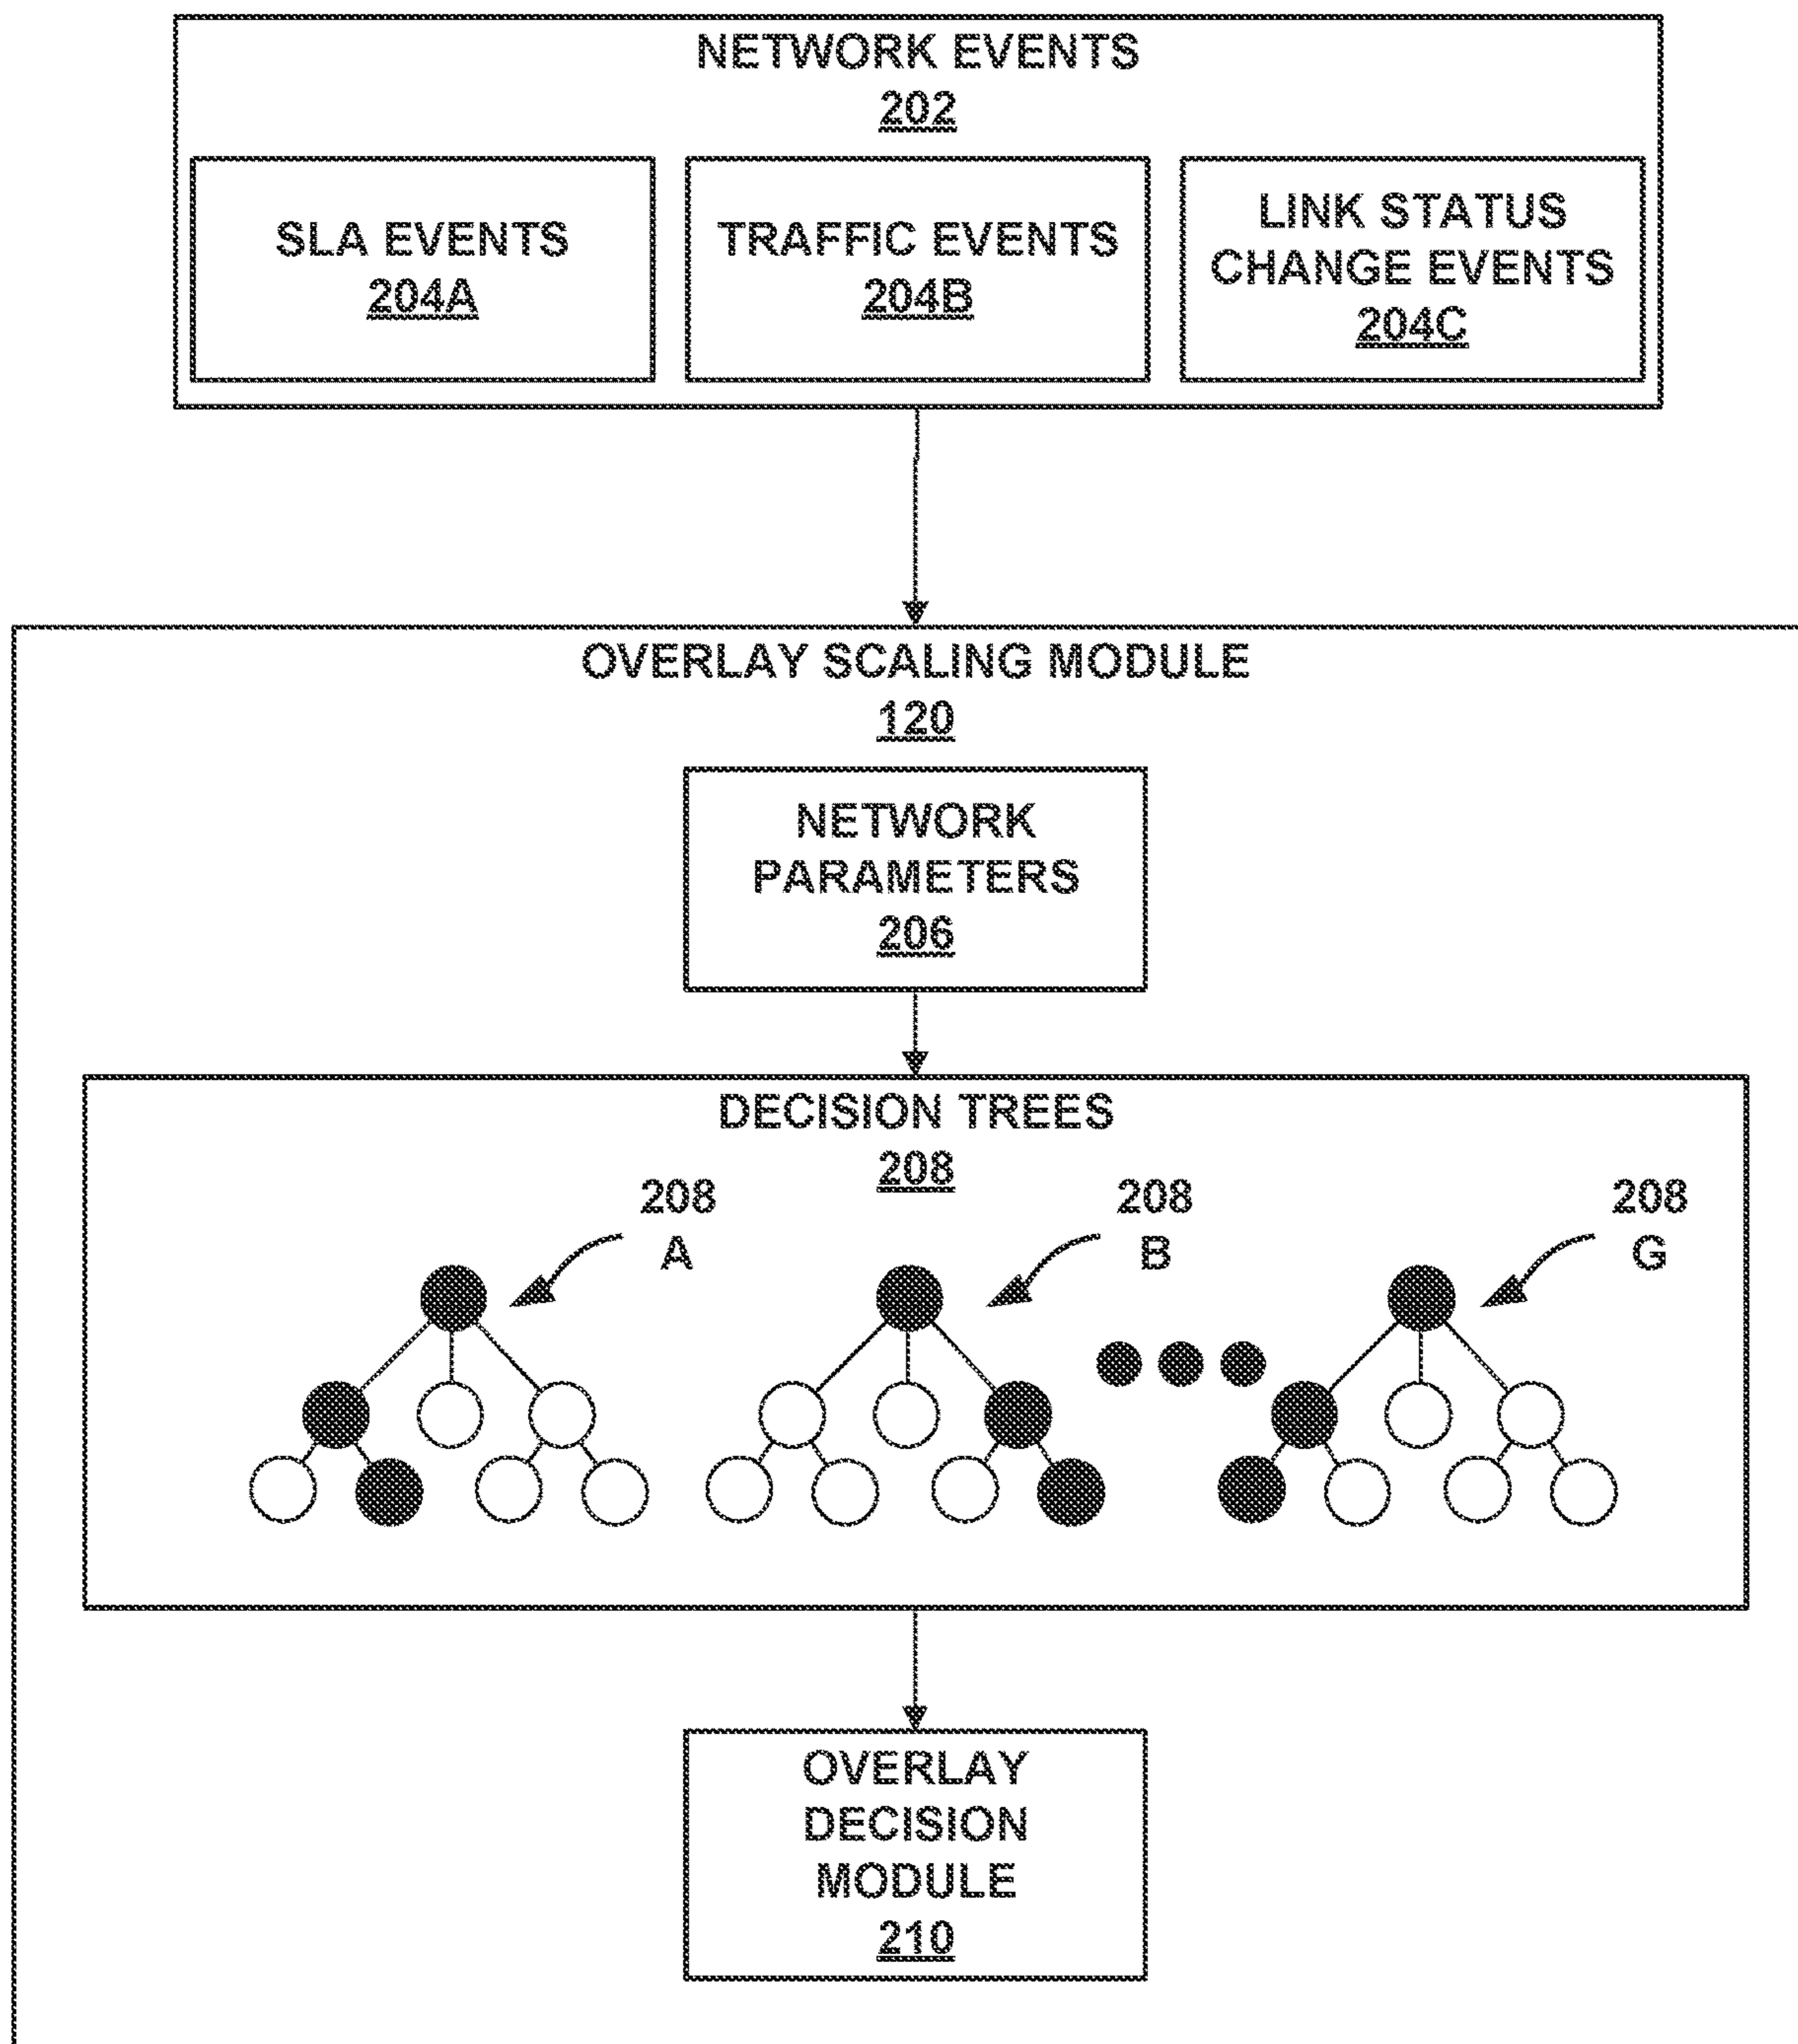 NETWORK EVENTS
202
SLA EVENTS
204A
TRAFFIC EVENTS
204B
LINK STATUS
CHANGE EVENTS
204C
OVERLAY SCALING MODULE
120
NETWORK
PARAMETERS
206
DECISION TREES
208
208
A
208
B
208
G
OVERLAY
DECISION
MODULE
210